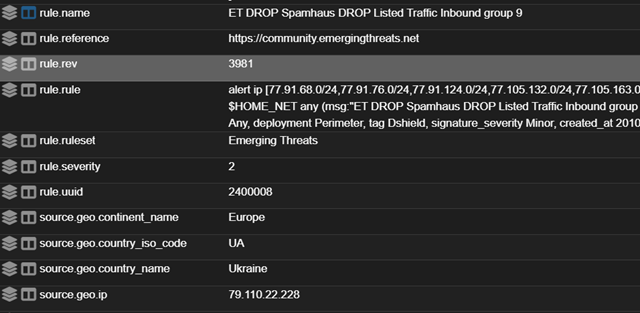 rule.name ET DROP Spamhaus DROP Listed Traffic Inbound group 9
rule.reference https://community.emergingthreats.net
rule.rev 3981
rule.rule alert ip [77.91.68.0/24,77.91.76.0/24,77.91.124.0/24,77.105.132.0/24,77.105.163.0
$HOME_NET any (msg:"ET DROP Spamhaus DROP Listed Traffic Inbound group
Any, deployment Perimeter, tag Dshield, signature_severity Minor, created_at 2010
rule.ruleset Emerging Threats
rule.severity 2
rule.uuid 2400008
source.geo.continent_name Europe
source.geo.country_iso_code UA
source.geo.country_name Ukraine
source.geo.ip 79.110.22.228